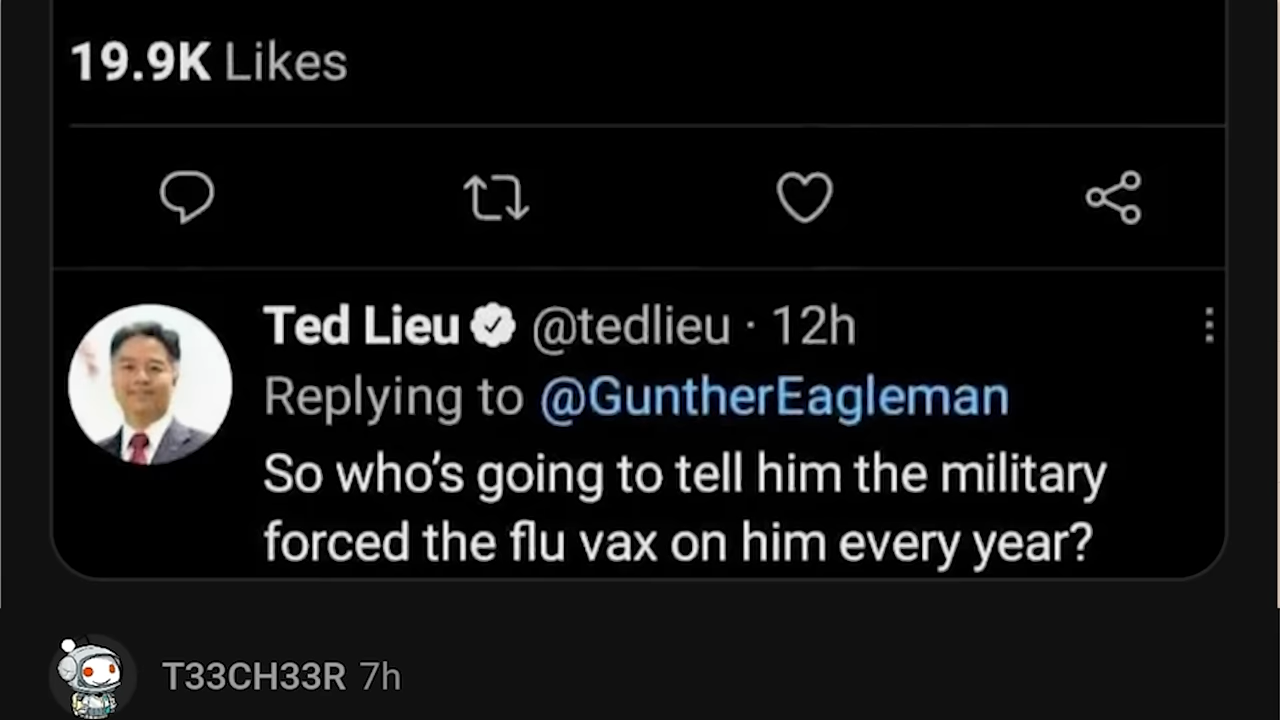 19.9K Likes
Ted Lieu @tedlieu · 12h
Replying to @GuntherEagleman
So who's going to tell him the military
forced the flu vax on him every year?
T33CH33R 7h